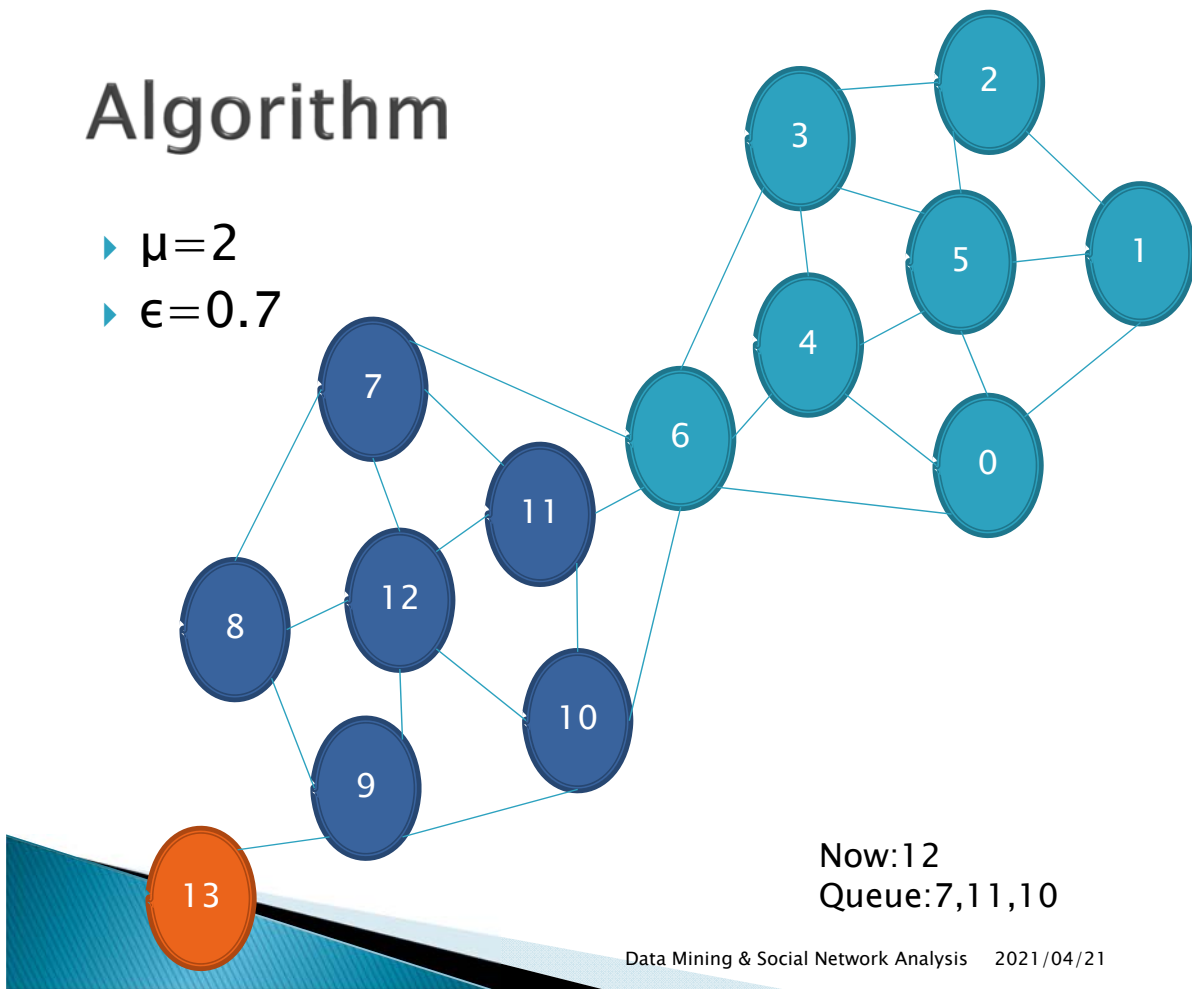 Algorithm
μ=2
ϵ=0.7
2
3
1
5
4
7
6
0
11
12
8
10
9
13
Now:12
Queue:7,11,10
Data Mining & Social Network Analysis 2021/04/21